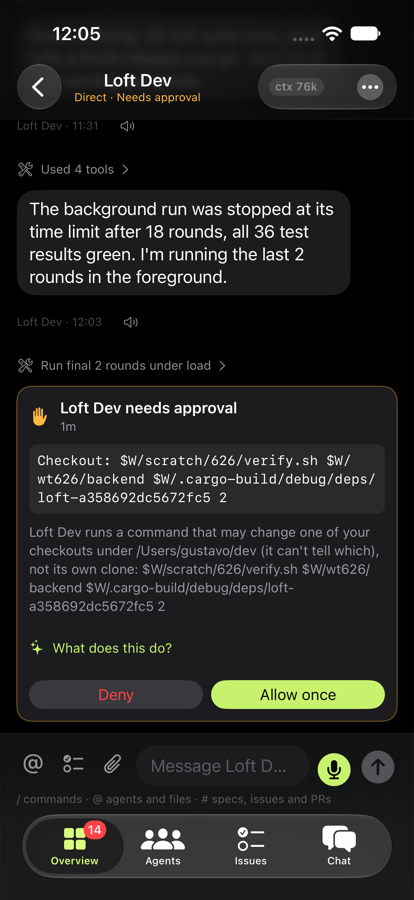 12:05
Loft Dev
Direct · Needs approval
ctx 76k
Loft Dev · 11:31
Used 4 tools
The background run was stopped at its
time limit after 18 rounds, all 36 test
results green. I'm running the last 2
rounds in the foreground.
Loft Dev · 12:03
Run final 2 rounds under load
Loft Dev needs approval
1m
Checkout: $W/scratch/626/verify.sh $W/
wt626/backend $W/.cargo-build/debug/deps/
loft-a358692dc5672fc5 2
Loft Dev runs a command that may change one of your
checkouts under /Users/gustavo/dev (it can't tell which),
not its own clone: $W/scratch/626/verify.sh $W/wt626/
backend $W/.cargo-build/debug/deps/loft-
a358692dc5672fc5 2
What does this do?
Deny
Allow once
Message Loft D...
/ commands · @ agents and files · # specs, issues and PRs
14
Overview
Agents
Issues
Chat